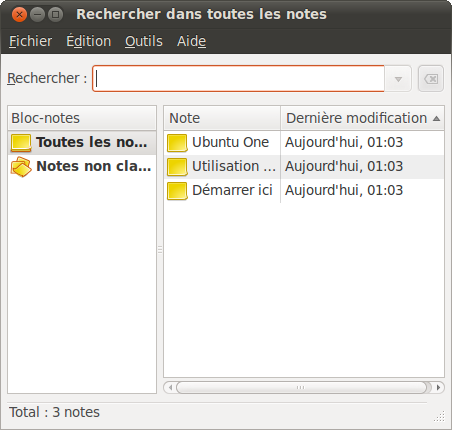 Rechercher dans toutes les notes
Fichier Édition Outils Aide
Rechercher :
Bloc-notes
Toutes les no...
Notes non cla...
Note Dernière modification
Ubuntu One Aujourd'hui, 01:03
Utilisation ... Aujourd'hui, 01:03
Démarrer ici Aujourd'hui, 01:03
Total : 3 notes